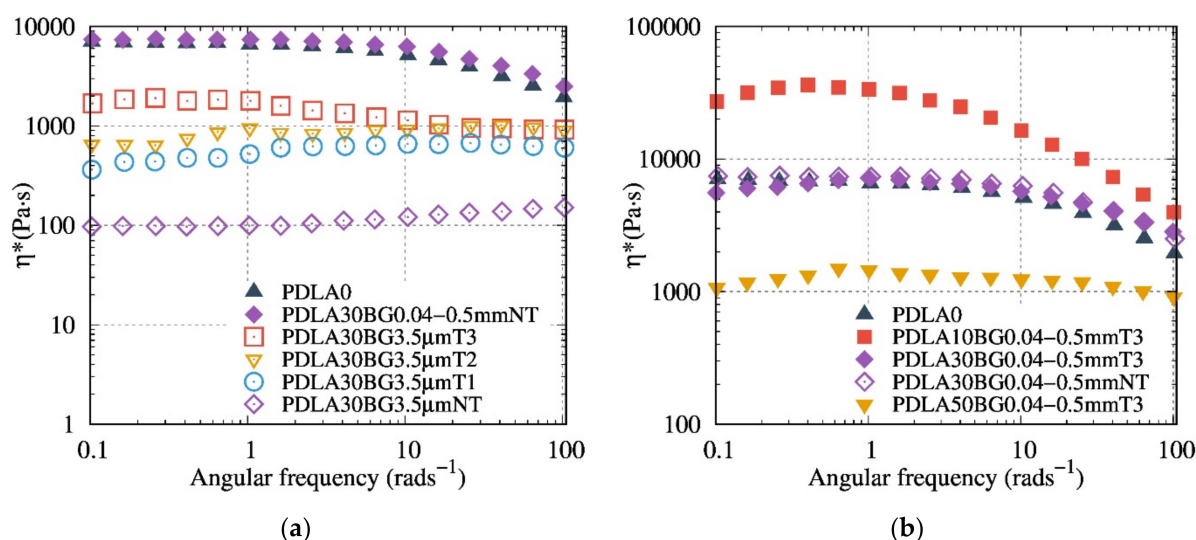 10000
1000
100
10
1
η*(Pa·s)
PDLA0
PDLA30BG0.04−0.5mmNT
PDLA30BG3.5μmT3
PDLA30BG3.5μmT2
PDLA30BG3.5μmT1
PDLA30BG3.5μmNT
0.1 1 10 100
Angular frequency (rads⁻¹)
(a)
100000
10000
1000
100
η*(Pa·s)
PDLA0
PDLA10BG0.04−0.5mmT3
PDLA30BG0.04−0.5mmT3
PDLA30BG0.04−0.5mmNT
PDLA50BG0.04−0.5mmT3
0.1 1 10 100
Angular frequency (rads⁻¹)
(b)